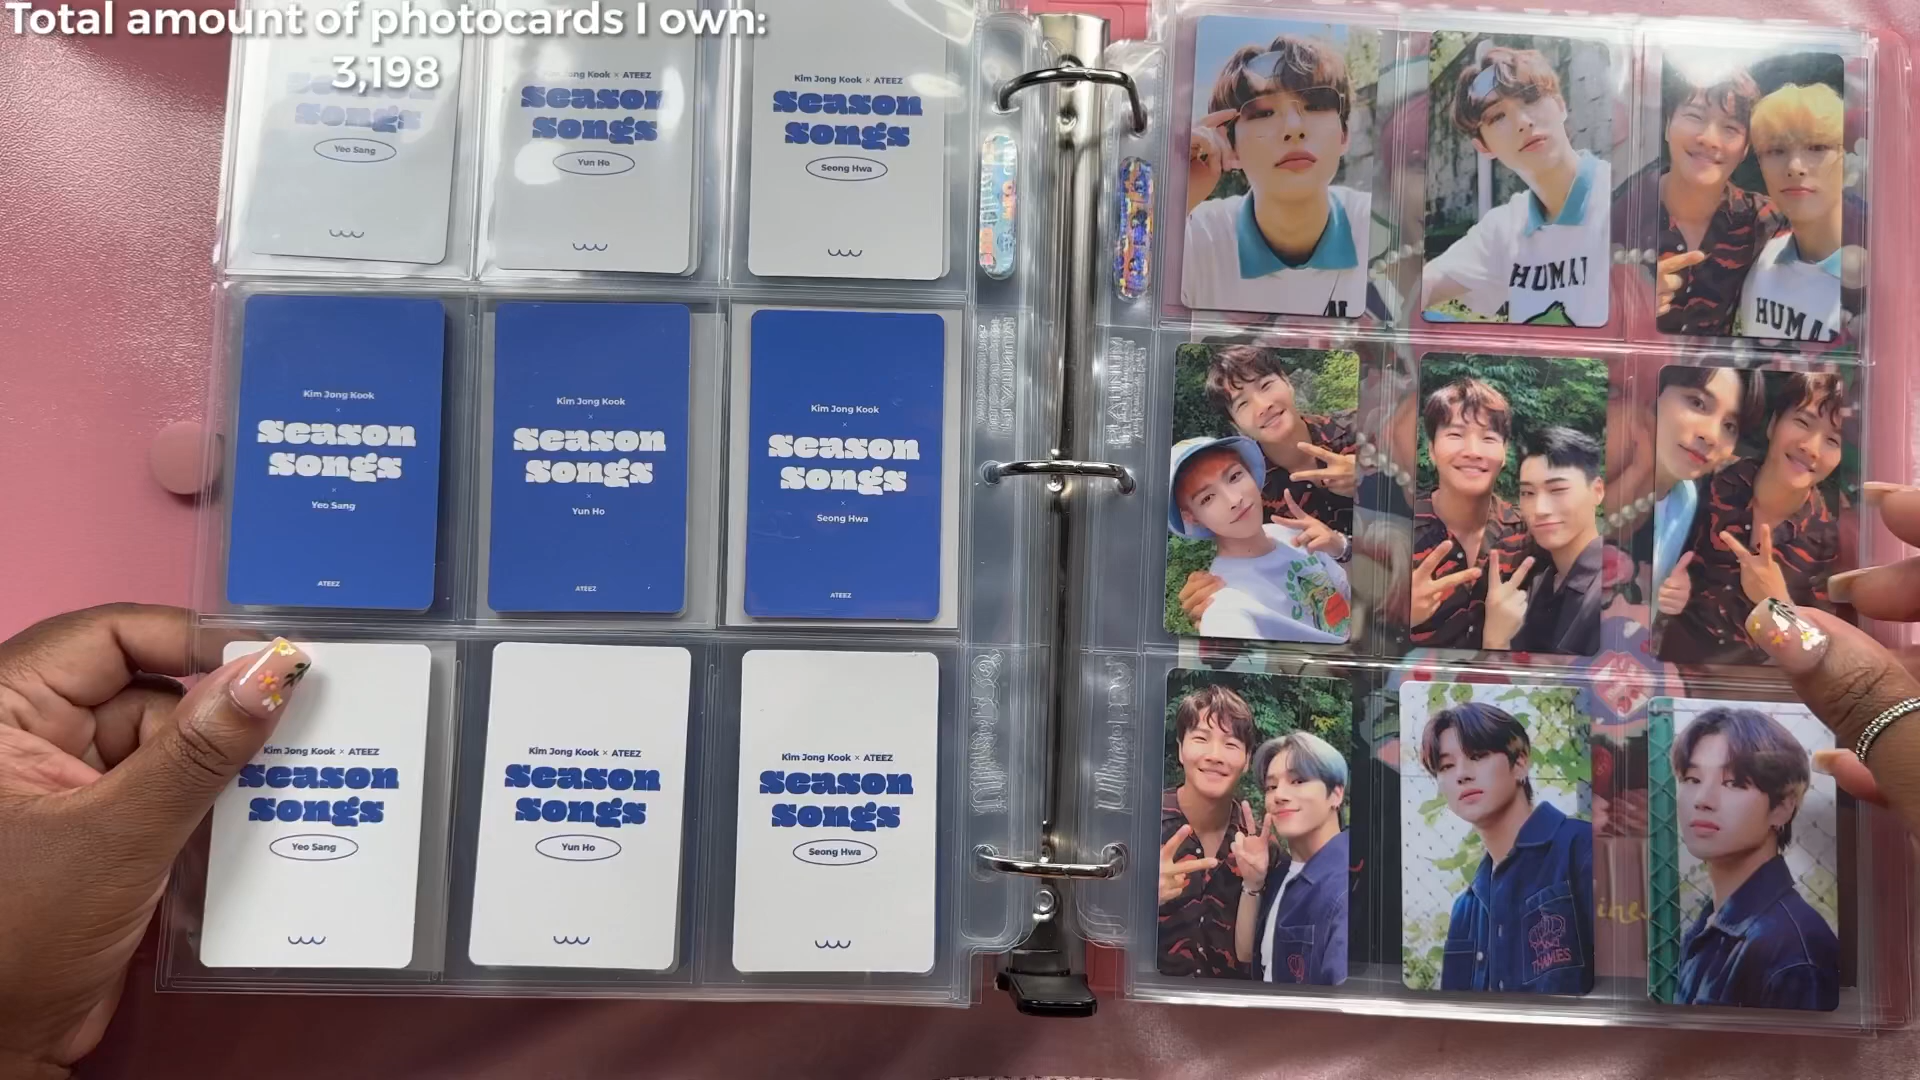 Total amount of photocards I own:
3,198
Songs
Yeo Sang
Kim Jong Kook × ATEEZ
Season
Songs
Yun Ho
Kim Jong Kook × ATEEZ
Season
Songs
Seong Hwa
Kim Jong Kook
×
Season
Songs
×
Yeo Sang
ATEEZ
Kim Jong Kook
×
Season
Songs
×
Yun Ho
ATEEZ
Kim Jong Kook
×
Season
Songs
×
Seong Hwa
ATEEZ
Kim Jong Kook × ATEEZ
Season
Songs
Yeo Sang
Kim Jong Kook × ATEEZ
Season
Songs
Yun Ho
Kim Jong Kook × ATEEZ
Season
Songs
Seong Hwa
HUMA
HUMA